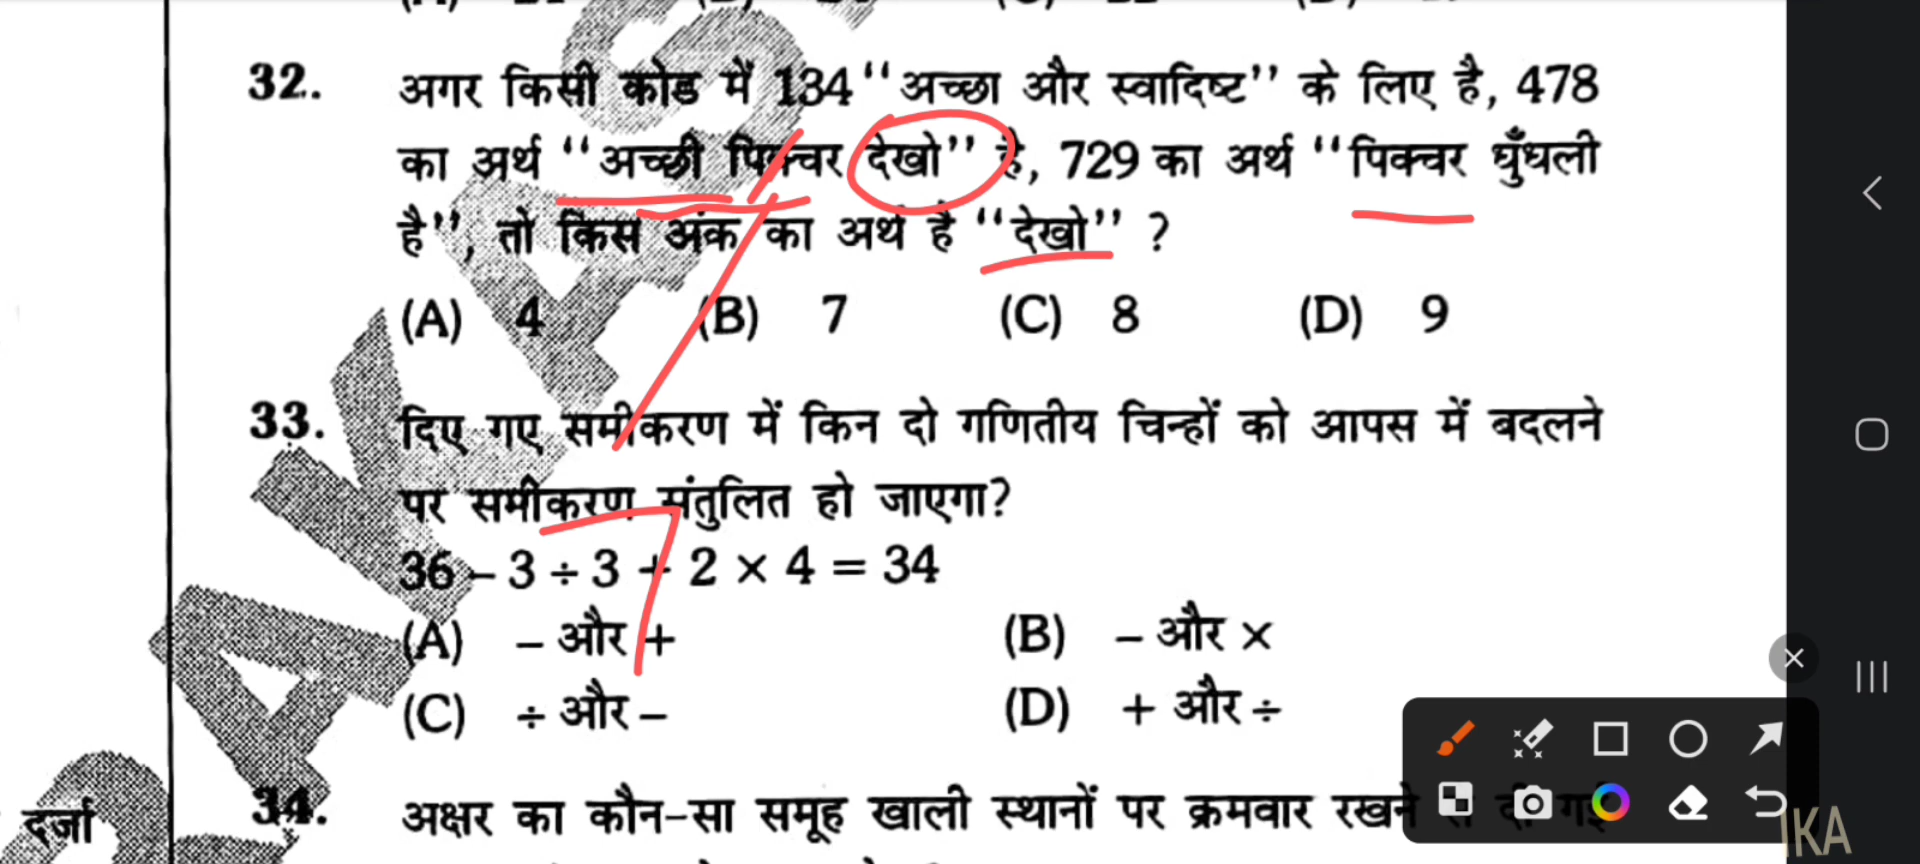 32. अगर किसी कोड में 134 ‘‘अच्छा और स्वादिष्ट’’ के लिए है, 478
का अर्थ ‘‘अच्छी पिक्चर देखो’’ है, 729 का अर्थ ‘‘पिक्चर धुँधली
है’’, तो किस अंक का अर्थ है ‘‘देखो’’ ?
(A) 4 (B) 7 (C) 8 (D) 9
33. दिए गए समीकरण में किन दो गणितीय चिन्हों को आपस में बदलने
पर समीकरण संतुलित हो जाएगा?
36 – 3 ÷ 3 + 2 × 4 = 34
(A) – और + (B) – और ×
(C) ÷ और – (D) + और ÷
34. अक्षर का कौन-सा समूह खाली स्थानों पर क्रमवार रखने
दर्जा
7
IKA